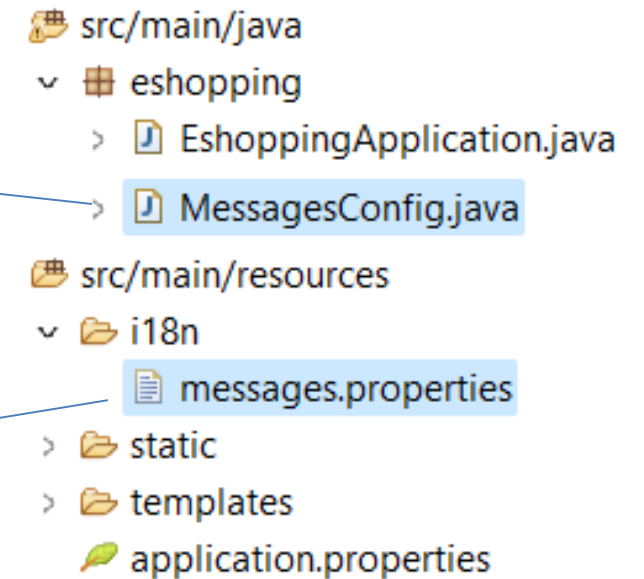 src/main/java
eshopping
EshoppingApplication.java
MessagesConfig.java
src/main/resources
i18n
messages.properties
static
templates
application.properties